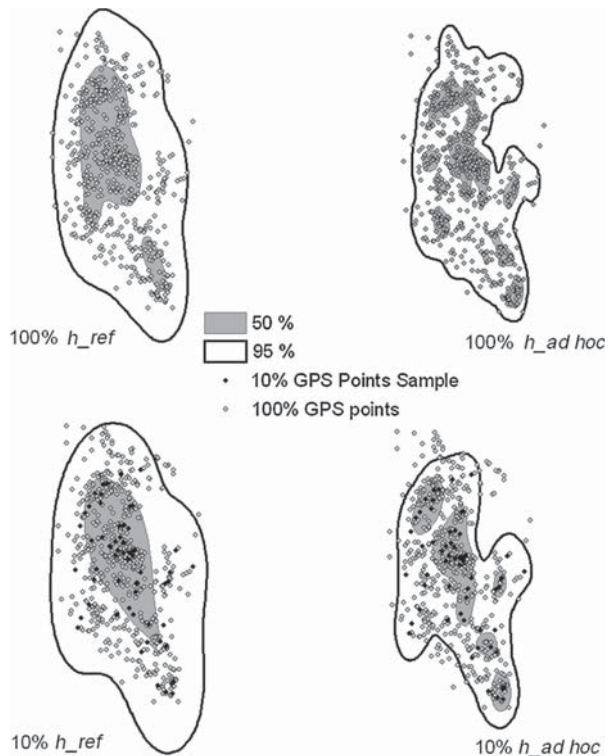 100% h_ref
100% h_ad hoc
50 %
95 %
10% GPS Points Sample
100% GPS points
10% h_ref
10% h_ad hoc